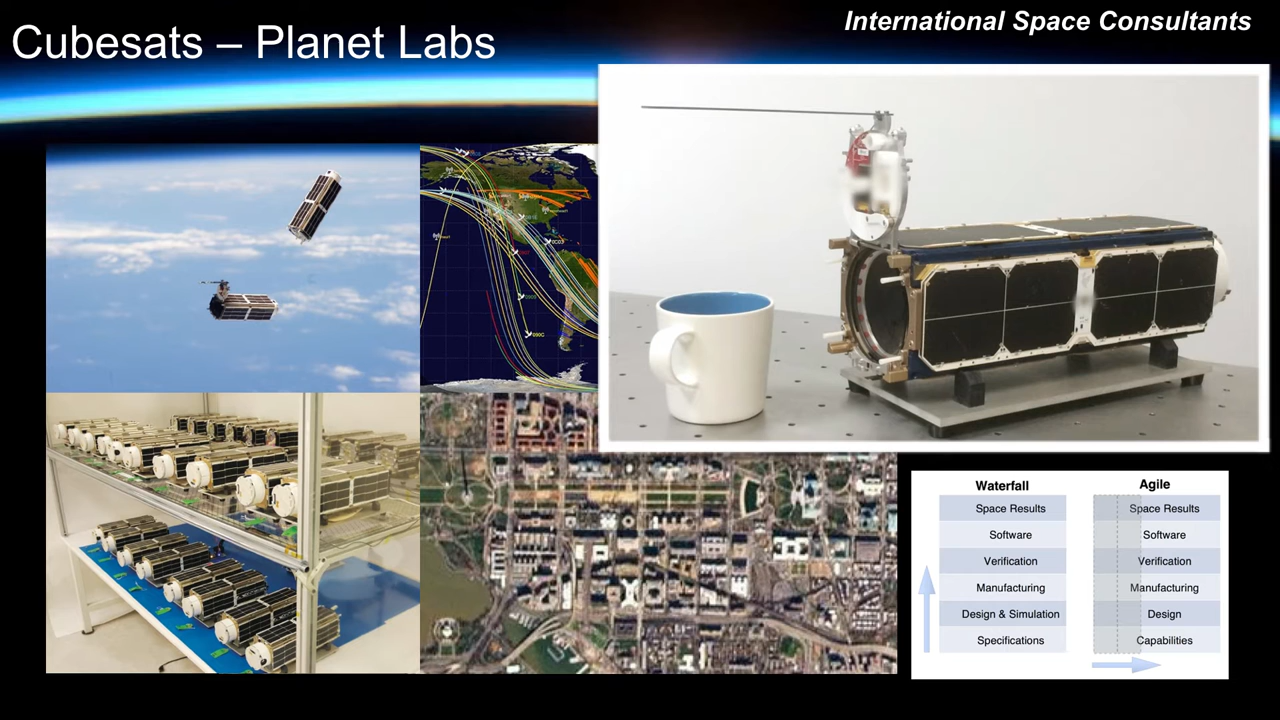 Cubesats – Planet Labs
International Space Consultants
Waterfall
Space Results
Software
Verification
Manufacturing
Design & Simulation
Specifications
Agile
Space Results
Software
Verification
Manufacturing
Design
Capabilities